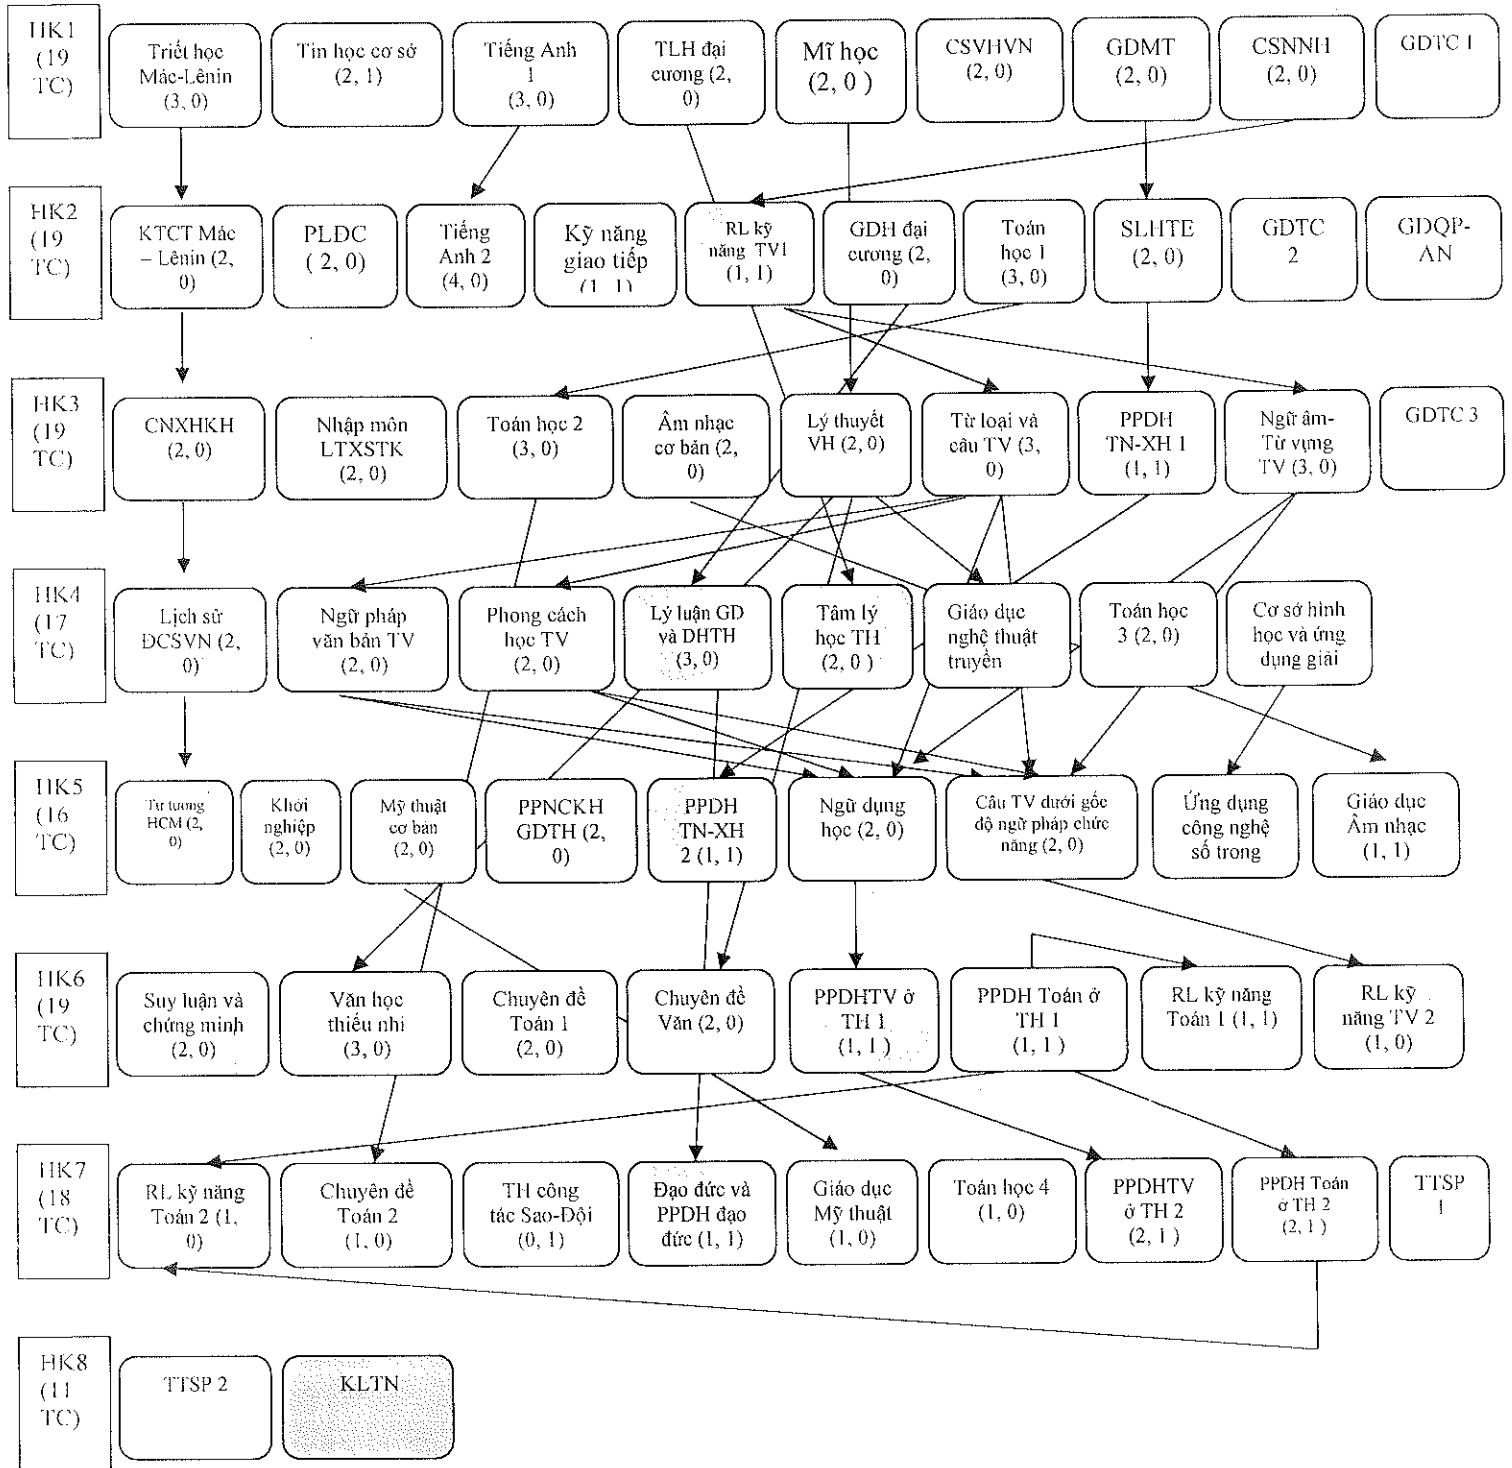 HK1
(19
TC)
Triết học
Mác-Lênin
(3, 0)
Tin học cơ sở
(2, 1)
Tiếng Anh
1
(3, 0)
TLH đại
cương (2,
0)
Mĩ học
(2, 0 )
CSVHVN
(2, 0)
GDMT
(2, 0)
CSNNH
(2, 0)
GDTC 1
HK2
(19
TC)
KTCT Mác
– Lênin (2,
0)
PLDC
( 2, 0)
Tiếng
Anh 2
(4, 0)
Kỹ năng
giao tiếp
(1, 1)
RL kỹ
năng TV1
(1, 1)
GDH đại
cương (2,
0)
Toán
học 1
(3, 0)
SLHTE
(2, 0)
GDTC
2
GDQP-
AN
HK3
(19
TC)
CNXHKH
(2, 0)
Nhập môn
LTXSTK
(2, 0)
Toán học 2
(3, 0)
Âm nhạc
cơ bản (2,
0)
Lý thuyết
VH (2, 0)
Từ loại và
câu TV (3,
0)
PPDH
TN-XH 1
(1, 1)
Ngữ âm-
Từ vựng
TV (3, 0)
GDTC 3
HK4
(17
TC)
Lịch sử
ĐCSVN (2,
0)
Ngữ pháp
văn bản TV
(2, 0)
Phong cách
học TV
(2, 0)
Lý luận GD
và DHTH
(3, 0)
Tâm lý
học TH
(2, 0 )
Giáo dục
nghệ thuật
truyền
Toán học
3 (2, 0)
Cơ sở hình
học và ứng
dụng giải
HK5
(16
TC)
Tư tưởng
HCM (2,
0)
Khởi
nghiệp
(2, 0)
Mỹ thuật
cơ bản
(2, 0)
PPNCKH
GDTH (2,
0)
PPDH
TN-XH
2 (1, 1)
Ngữ dụng
học (2, 0)
Câu TV dưới gốc
độ ngữ pháp chức
năng (2, 0)
Ứng dụng
công nghệ
số trong
Giáo dục
Âm nhạc
(1, 1)
HK6
(19
TC)
Suy luận và
chứng minh
(2, 0)
Văn học
thiếu nhi
(3, 0)
Chuyên đề
Toán 1
(2, 0)
Chuyên đề
Văn (2, 0)
PPDHTV ở
TH 1
(1, 1 )
PPDH Toán ở
TH 1
(1, 1 )
RL kỹ năng
Toán 1 (1, 1)
RL kỹ
năng TV 2
(1, 0)
HK7
(18
TC)
RL kỹ năng
Toán 2 (1,
0)
Chuyên đề
Toán 2
(1, 0)
TH công
tác Sao-Đội
(0, 1)
Đạo đức và
PPDH đạo
đức (1, 1)
Giáo dục
Mỹ thuật
(1, 0)
Toán học 4
(1, 0)
PPDHTV
ở TH 2
(2, 1 )
PPDH Toán
ở TH 2
(2, 1 )
TTSP
1
HK8
(11
TC)
TTSP 2
KLTN